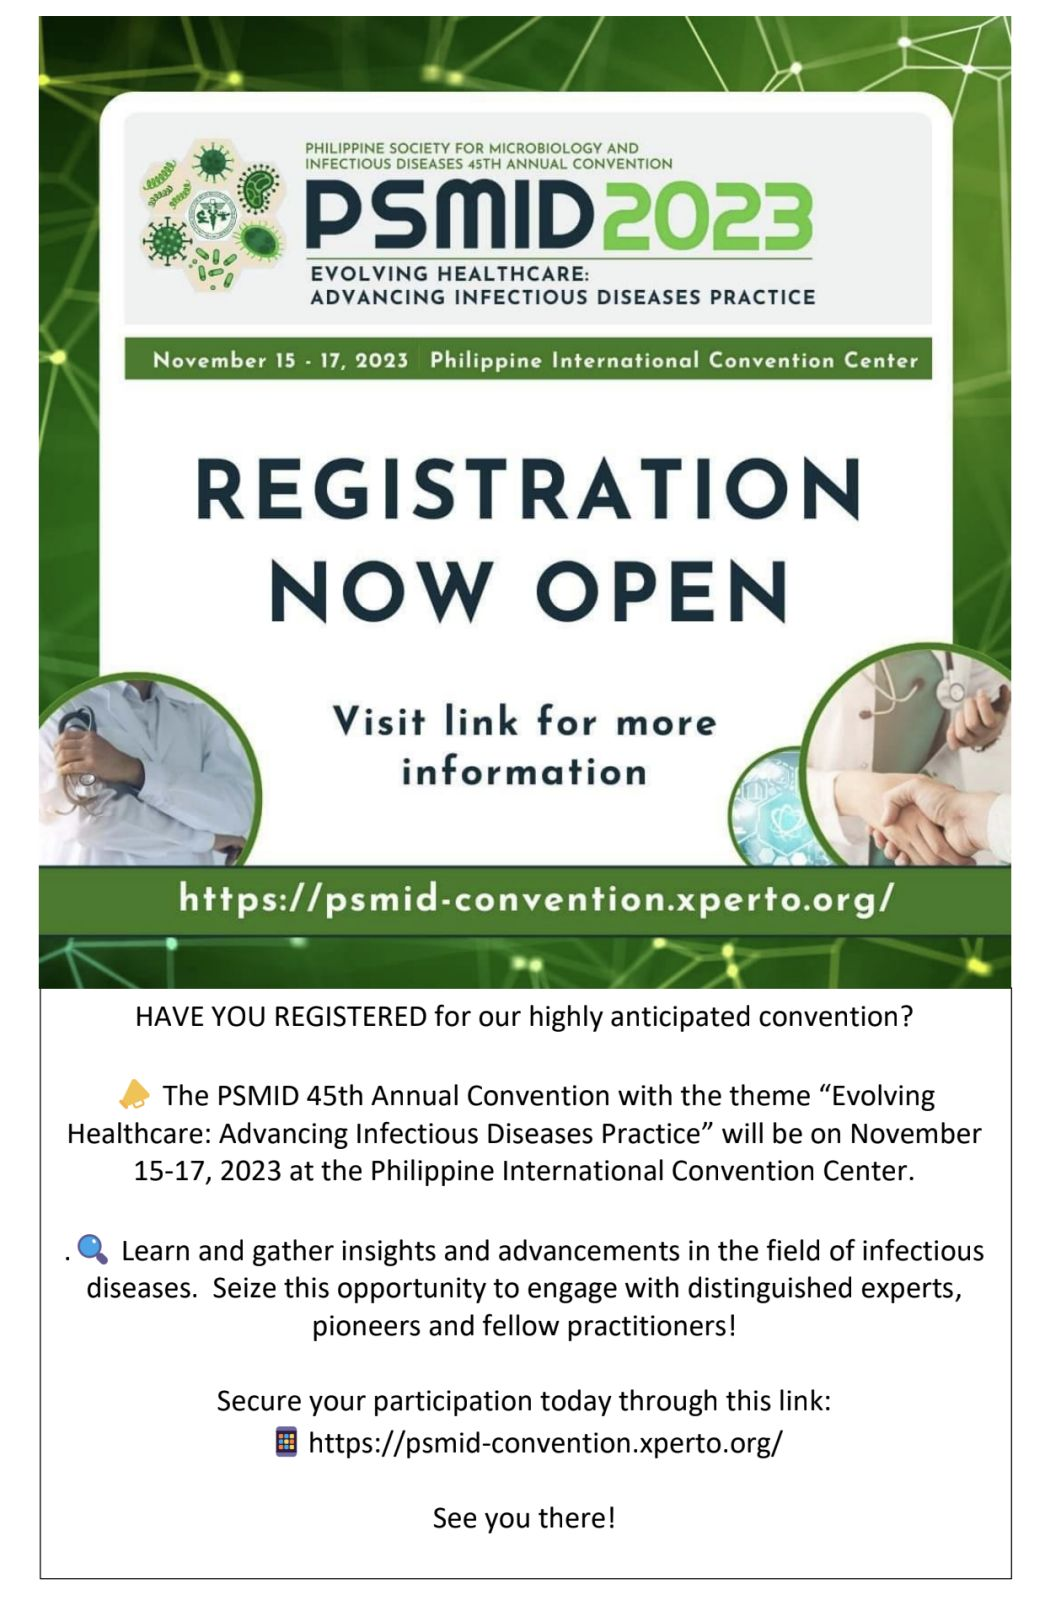 PHILIPPINE SOCIETY FOR MICROBIOLOGY AND
INFECTIOUS DISEASES 45TH ANNUAL CONVENTION
PSMID2023
EVOLVING HEALTHCARE:
ADVANCING INFECTIOUS DISEASES PRACTICE
November 15 - 17, 2023 Philippine International Convention Center
REGISTRATION
NOW OPEN
Visit link for more
information
https://psmid-convention.xperto.org/
HAVE YOU REGISTERED for our highly anticipated convention?
📣 The PSMID 45th Annual Convention with the theme “Evolving
Healthcare: Advancing Infectious Diseases Practice” will be on November
15-17, 2023 at the Philippine International Convention Center.
. 🔍 Learn and gather insights and advancements in the field of infectious
diseases.  Seize this opportunity to engage with distinguished experts,
pioneers and fellow practitioners!
Secure your participation today through this link:
📱 https://psmid-convention.xperto.org/
See you there!